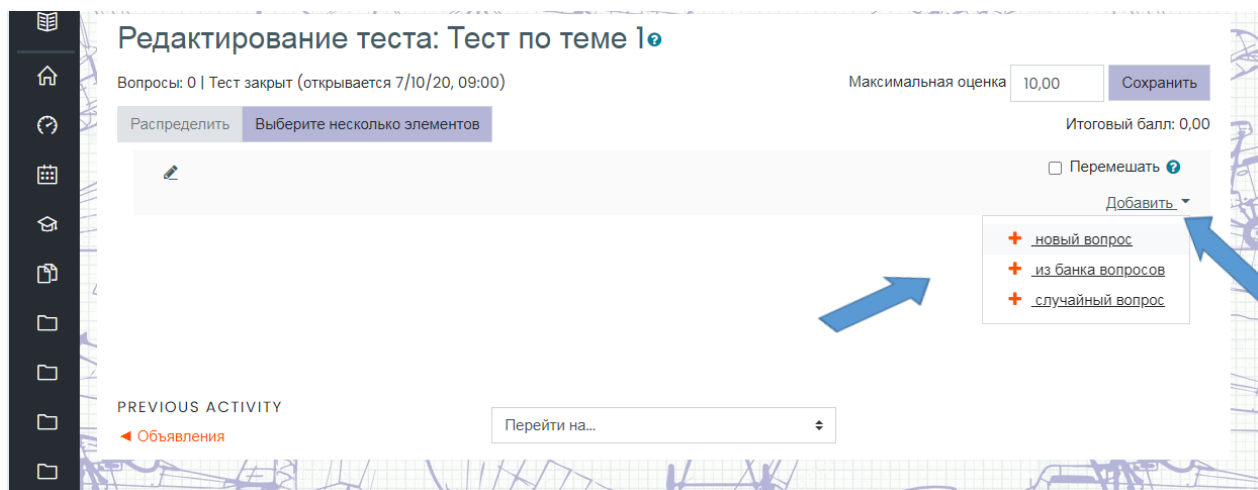 Редактирование теста: Тест по теме 1
Вопросы: 0 | Тест закрыт (открывается 7/10/20, 09:00)
Максимальная оценка 10,00 Сохранить
Распределить Выберите несколько элементов
Итоговый балл: 0,00
Перемешать
Добавить
+ новый вопрос
+ из банка вопросов
+ случайный вопрос
PREVIOUS ACTIVITY
◄ Объявления
Перейти на...